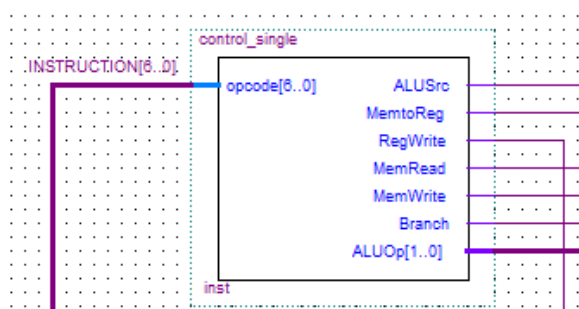 control_single
INSTRUCTION[6..0]
opcode[6..0] ALUSrc
MemtoReg
RegWrite
MemRead
MemWrite
Branch
ALUOp[1..0]
inst